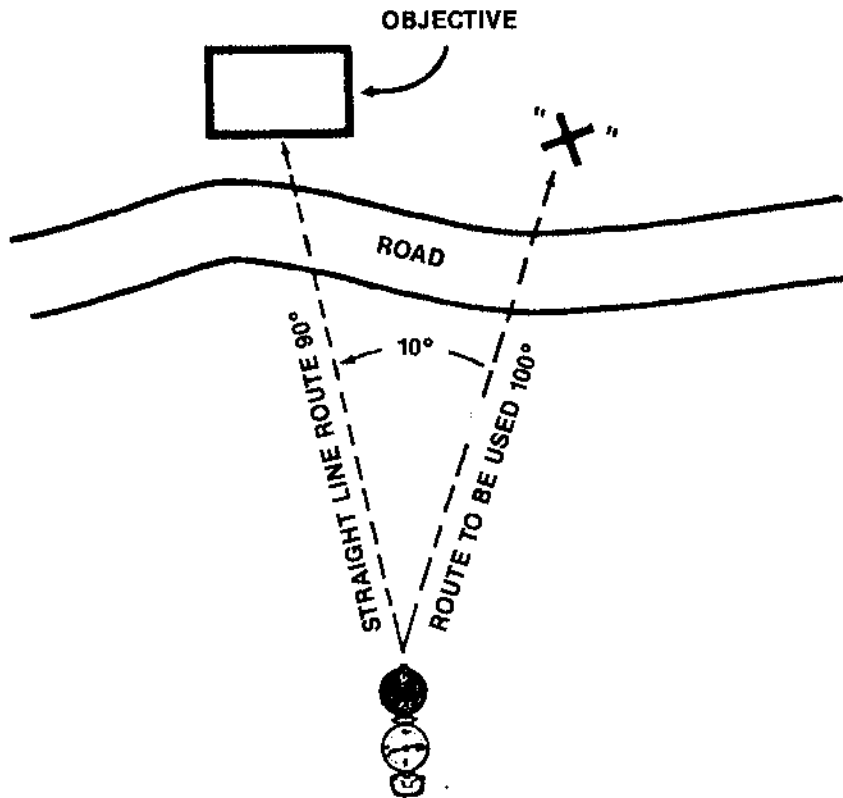 OBJECTIVE
" X "
ROAD
10°
STRAIGHT LINE ROUTE 90°
ROUTE TO BE USED 100°